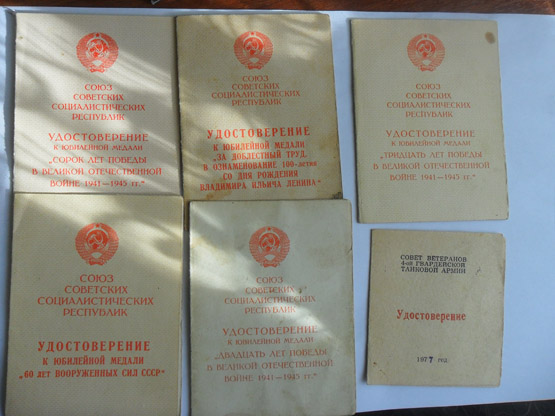 СОЮЗ
СОВЕТСКИХ
СОЦИАЛИСТИЧЕСКИХ
РЕСПУБЛИК
УДОСТОВЕРЕНИЕ
К ЮБИЛЕЙНОЙ МЕДАЛИ
„СОРОК ЛЕТ ПОБЕДЫ
В ВЕЛИКОЙ ОТЕЧЕСТВЕННОЙ
ВОЙНЕ 1941—1945 гг.“
СОЮЗ
СОВЕТСКИХ
СОЦИАЛИСТИЧЕСКИХ
РЕСПУБЛИК
УДОСТОВЕРЕНИЕ
К ЮБИЛЕЙНОЙ МЕДАЛИ
„ЗА ДОБЛЕСТНЫЙ ТРУД.
В ОЗНАМЕНОВАНИЕ 100-летия
СО ДНЯ РОЖДЕНИЯ
ВЛАДИМИРА ИЛЬИЧА ЛЕНИНА“
СОЮЗ
СОВЕТСКИХ
СОЦИАЛИСТИЧЕСКИХ
РЕСПУБЛИК
УДОСТОВЕРЕНИЕ
К ЮБИЛЕЙНОЙ МЕДАЛИ
„ТРИДЦАТЬ ЛЕТ ПОБЕДЫ
В ВЕЛИКОЙ ОТЕЧЕСТВЕННОЙ
ВОЙНЕ 1941—1945 гг.“
СОЮЗ
СОВЕТСКИХ
СОЦИАЛИСТИЧЕСКИХ
РЕСПУБЛИК
УДОСТОВЕРЕНИЕ
К ЮБИЛЕЙНОЙ МЕДАЛИ
„60 ЛЕТ ВООРУЖЕННЫХ СИЛ СССР“
СОЮЗ
СОВЕТСКИХ
СОЦИАЛИСТИЧЕСКИХ
РЕСПУБЛИК
УДОСТОВЕРЕНИЕ
К ЮБИЛЕЙНОЙ МЕДАЛИ
„ДВАДЦАТЬ ЛЕТ ПОБЕДЫ
В ВЕЛИКОЙ ОТЕЧЕСТВЕННОЙ
ВОЙНЕ 1941—1945 гг.“
СОВЕТ ВЕТЕРАНОВ
4-ой ГВАРДЕЙСКОЙ
ТАНКОВОЙ АРМИИ
Удостоверение
1977 год